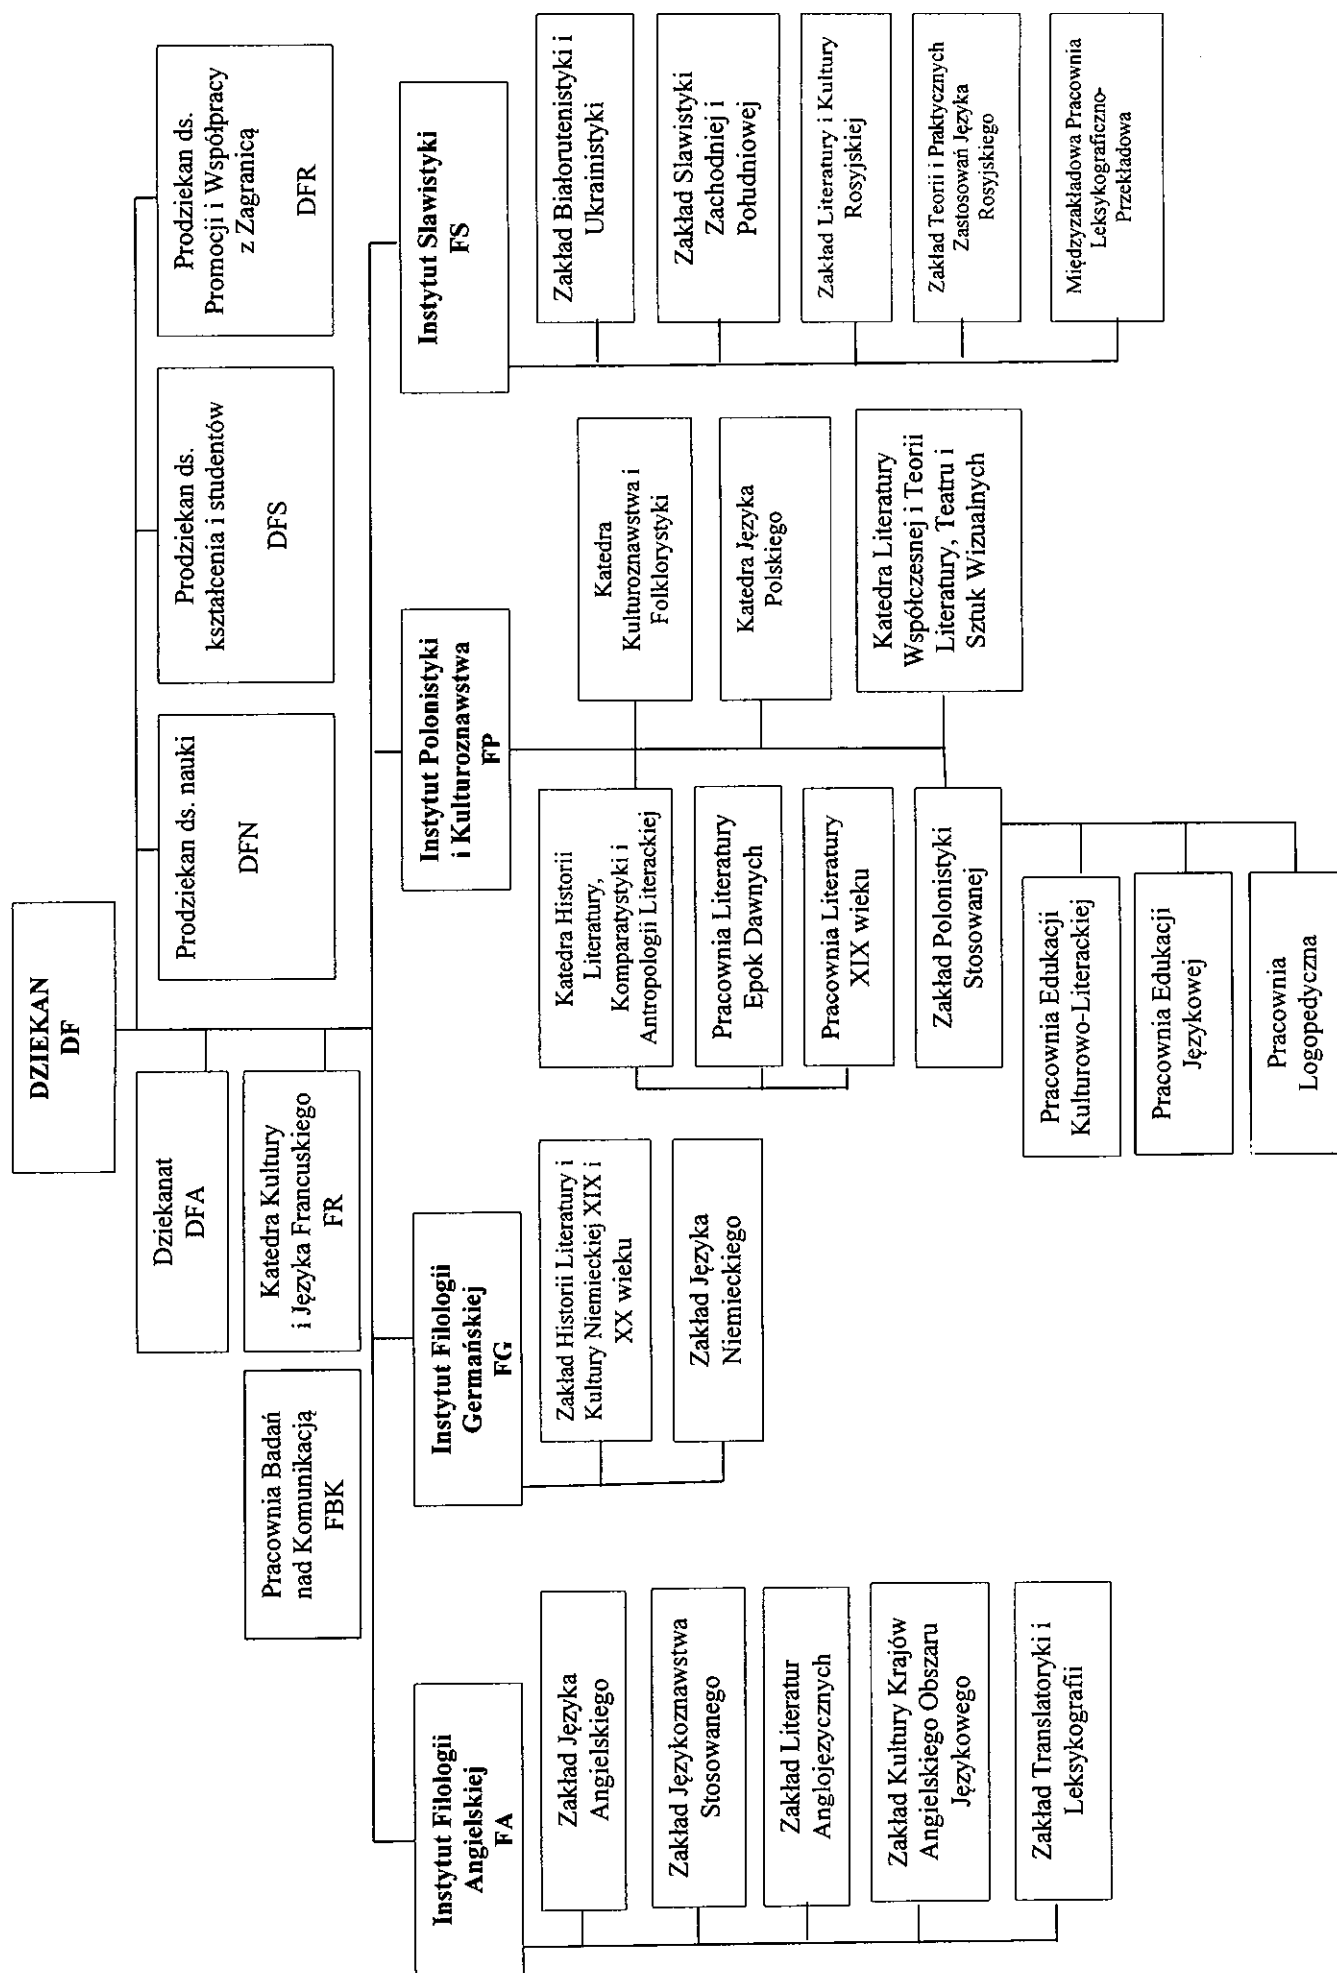 DZIEKAN
DF
Prodziekan ds. nauki
DFN
Prodziekan ds.
kształcenia i studentów
DFS
Prodziekan ds.
Promocji i Współpracy
z Zagranicą
DFR
Dziekanat
DFA
Pracownia Badań
nad Komunikacją
FBK
Katedra Kultury
i Języka Francuskiego
FR
Instytut Filologii
Angielskiej
FA
Zakład Języka
Angielskiego
Zakład Językoznawstwa
Stosowanego
Zakład Literatur
Anglojęzycznych
Zakład Kultury Krajów
Angielskiego Obszaru
Językowego
Zakład Translatoryki i
Leksykografii
Instytut Filologii
Germańskiej
FG
Zakład Historii Literatury i
Kultury Niemieckiej XIX i
XX wieku
Zakład Języka
Niemieckiego
Instytut Polonistyki
i Kulturoznawstwa
FP
Katedra Historii
Literatury,
Komparatystyki i
Antropologii Literackiej
Pracownia Literatury
Epok Dawnych
Pracownia Literatury
XIX wieku
Zakład Polonistyki
Stosowanej
Pracownia Edukacji
Kulturowo-Literackiej
Pracownia Edukacji
Językowej
Pracownia
Logopedyczna
Katedra
Kulturoznawstwa i
Folklorystyki
Katedra Języka
Polskiego
Katedra Literatury
Współczesnej i Teorii
Literatury, Teatru i
Sztuk Wizualnych
Instytut Slawistyki
FS
Zakład Białorutenistyki i
Ukrainistyki
Zakład Slawistyki
Zachodniej i
Południowej
Zakład Literatury i Kultury
Rosyjskiej
Zakład Teorii i Praktycznych
Zastosowań Języka
Rosyjskiego
Międzyzakładowa Pracownia
Leksykograficzno-
Przekładowa